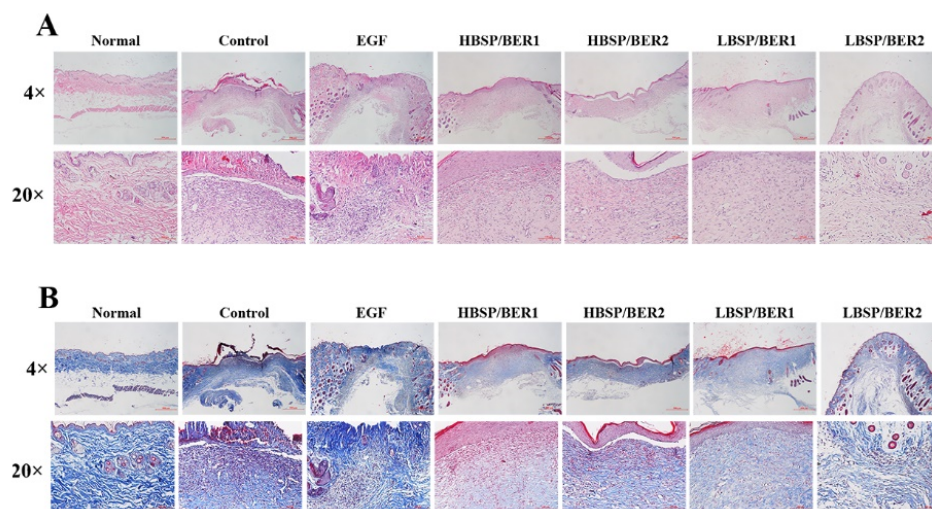 A
Normal Control EGF HBSP/BER1 HBSP/BER2 LBSP/BER1 LBSP/BER2
4×
20×
B
Normal Control EGF HBSP/BER1 HBSP/BER2 LBSP/BER1 LBSP/BER2
4×
20×